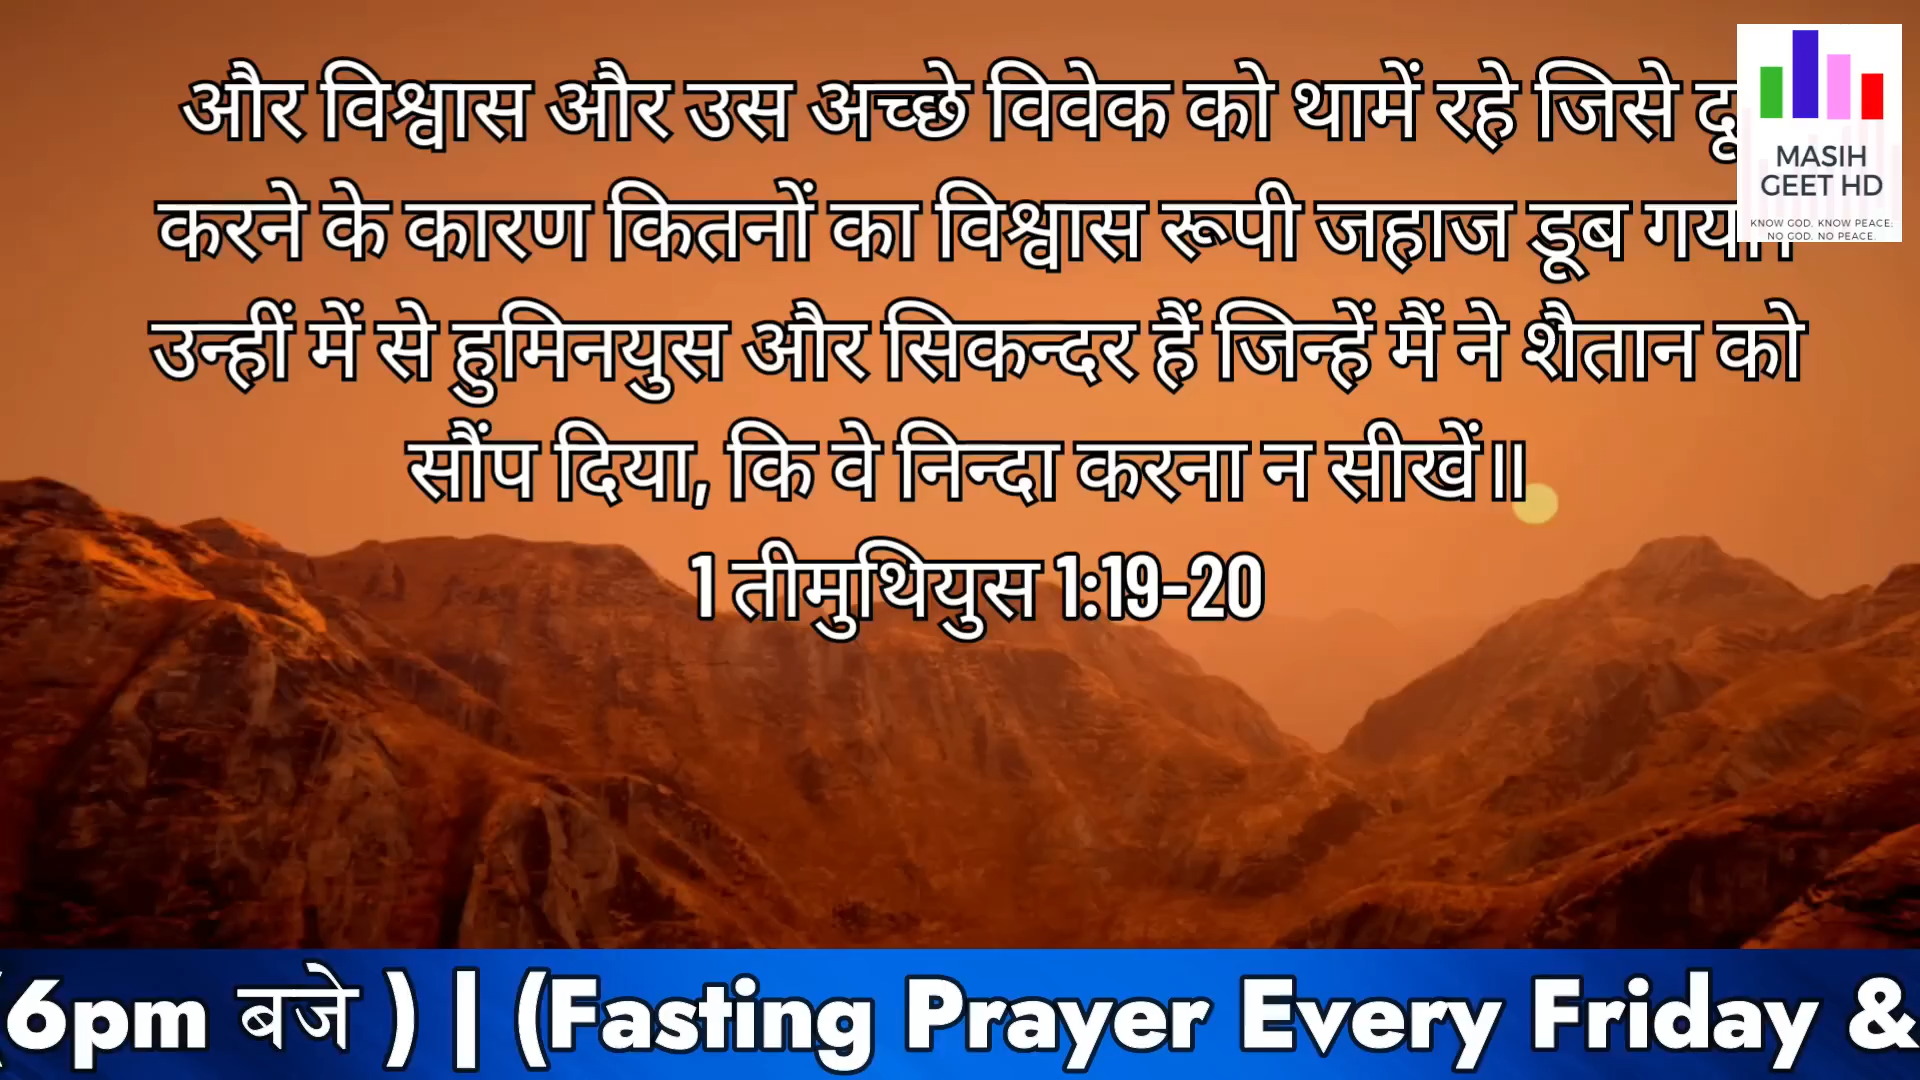 और विश्वास और उस अच्छे विवेक को थामें रहे जिसे
करने के कारण कितनों का विश्वास रूपी जहाज डूब
उन्हीं में से हुमिनयुस और सिकन्दर हैं जिन्हें मैं ने शैतान को
सौंप दिया, कि वे निन्दा करना न सीखें॥
1 तीमुथियुस 1:19-20
MASIH
GEET HD
KNOW GOD. KNOW PEACE:
NO GOD. NO PEACE.
(6pm बजे ) | (Fasting Prayer Every Friday &